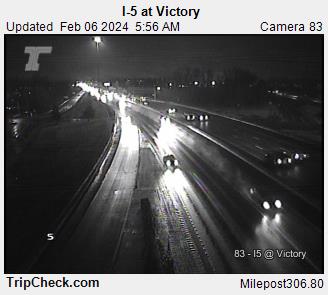 I-5 at Victory
Updated  Feb 06 2024  5:56 AM
Camera 83
T
S
83 - I5 @ Victory
TripCheck.com
Milepost306.80